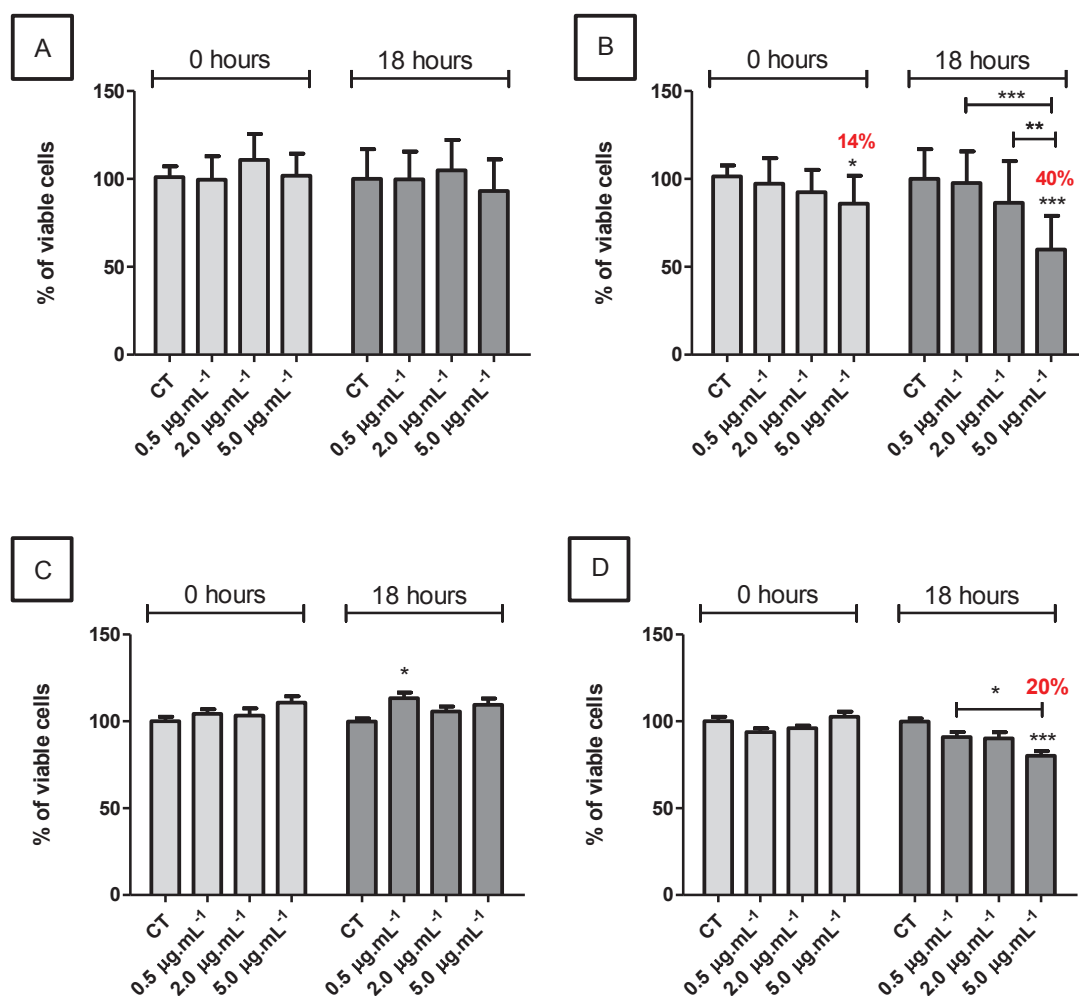 A
0 hours
18 hours
% of viable cells
150
100
50
0
CT
0.5 µg.mL⁻¹
2.0 µg.mL⁻¹
5.0 µg.mL⁻¹
CT
0.5 µg.mL⁻¹
2.0 µg.mL⁻¹
5.0 µg.mL⁻¹
B
0 hours
18 hours
% of viable cells
150
100
50
0
14%
*
***
**
40%
***
CT
0.5 µg.mL⁻¹
2.0 µg.mL⁻¹
5.0 µg.mL⁻¹
CT
0.5 µg.mL⁻¹
2.0 µg.mL⁻¹
5.0 µg.mL⁻¹
C
0 hours
18 hours
% of viable cells
150
100
50
0
*
CT
0.5 µg.mL⁻¹
2.0 µg.mL⁻¹
5.0 µg.mL⁻¹
CT
0.5 µg.mL⁻¹
2.0 µg.mL⁻¹
5.0 µg.mL⁻¹
D
0 hours
18 hours
% of viable cells
150
100
50
0
*
20%
***
CT
0.5 µg.mL⁻¹
2.0 µg.mL⁻¹
5.0 µg.mL⁻¹
CT
0.5 µg.mL⁻¹
2.0 µg.mL⁻¹
5.0 µg.mL⁻¹